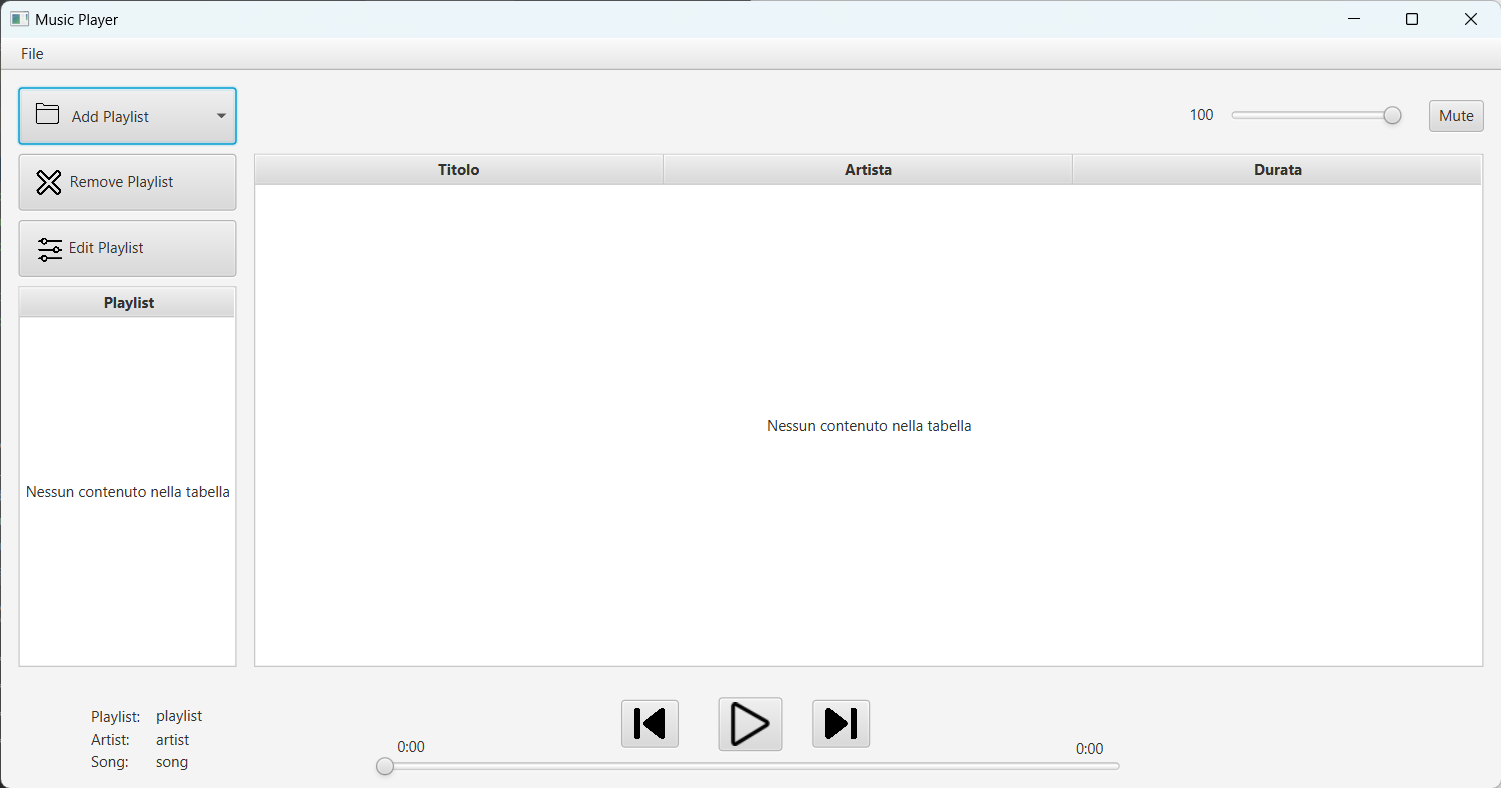 Music Player
File
Add Playlist
100
Mute
Remove Playlist
Edit Playlist
Titolo Artista Durata
Playlist
Nessun contenuto nella tabella
Nessun contenuto nella tabella
Playlist: playlist
Artist: artist
Song: song
0:00
0:00